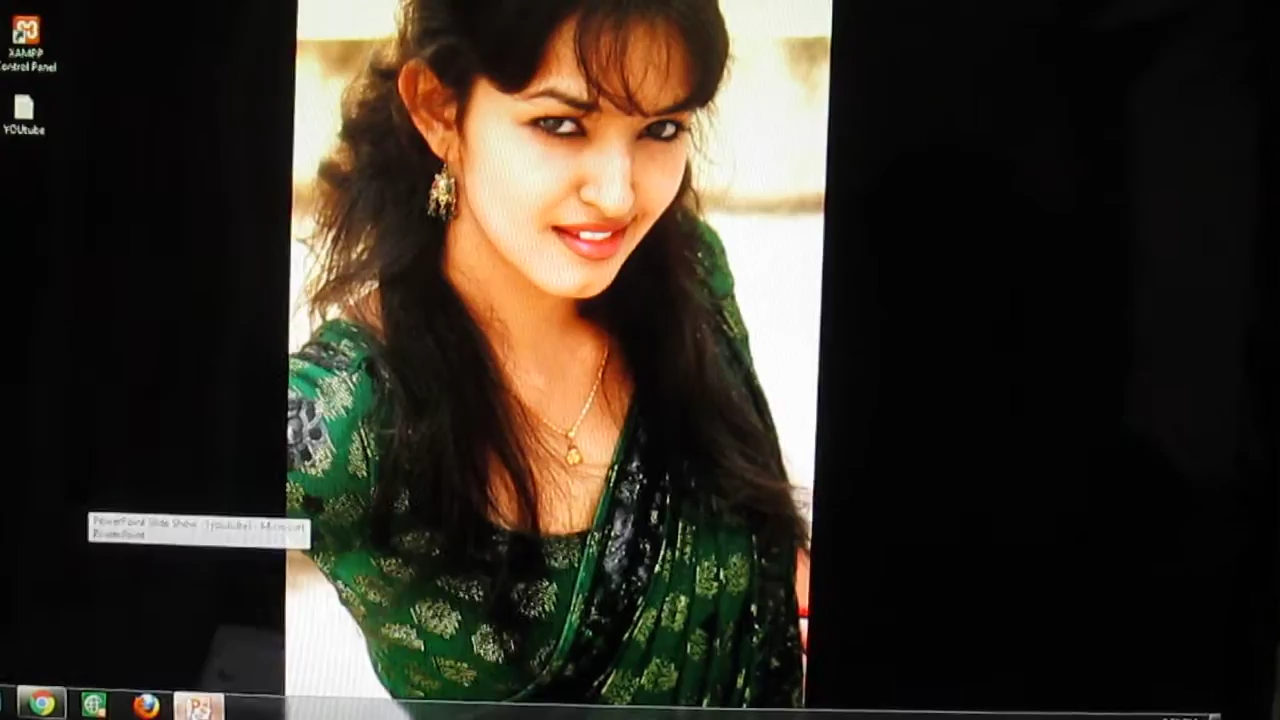 XAMPP
Control Panel
YOUtube
PowerPoint Slide Show - [youtube] - Microsoft
PowerPoint